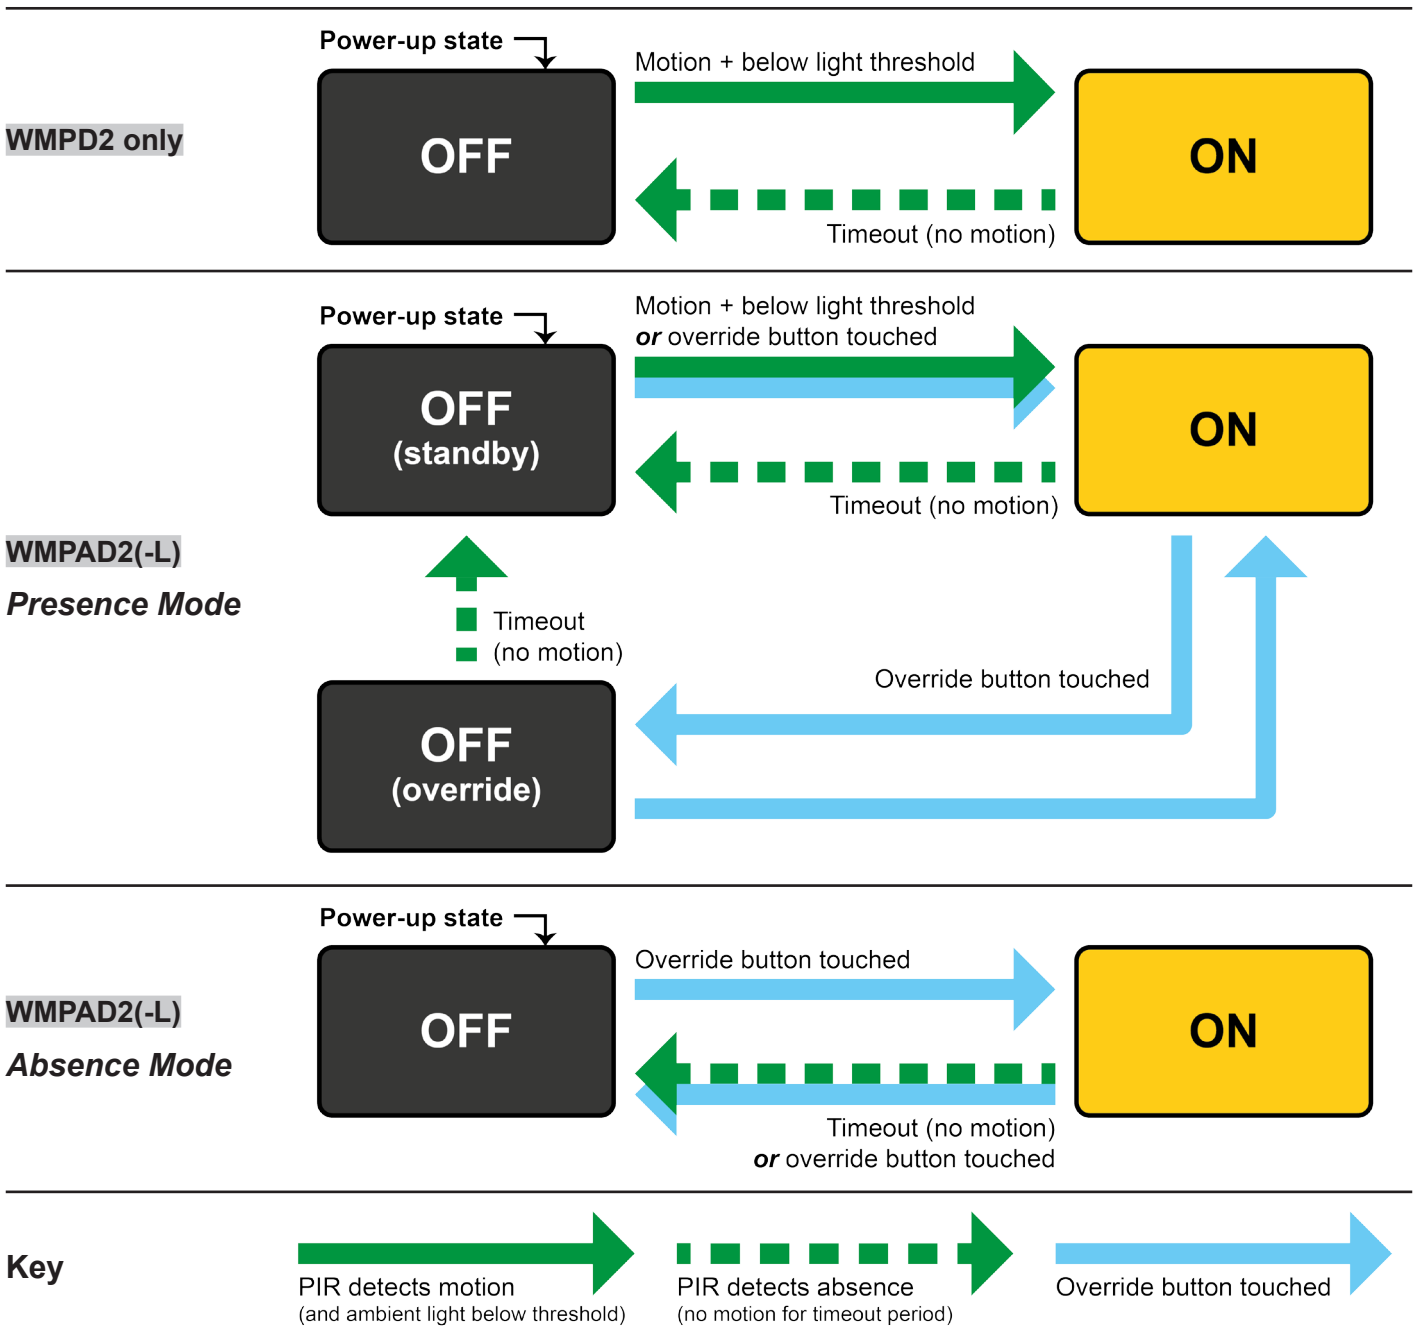 Power-up state
Motion + below light threshold
WMPD2 only
OFF
ON
Timeout (no motion)
Power-up state
Motion + below light threshold
or override button touched
OFF
(standby)
ON
Timeout (no motion)
WMPAD2(-L)
Presence Mode
Timeout
(no motion)
Override button touched
OFF
(override)
Power-up state
Override button touched
WMPAD2(-L)
Absence Mode
OFF
ON
Timeout (no motion)
or override button touched
Key
PIR detects motion
(and ambient light below threshold)
PIR detects absence
(no motion for timeout period)
Override button touched